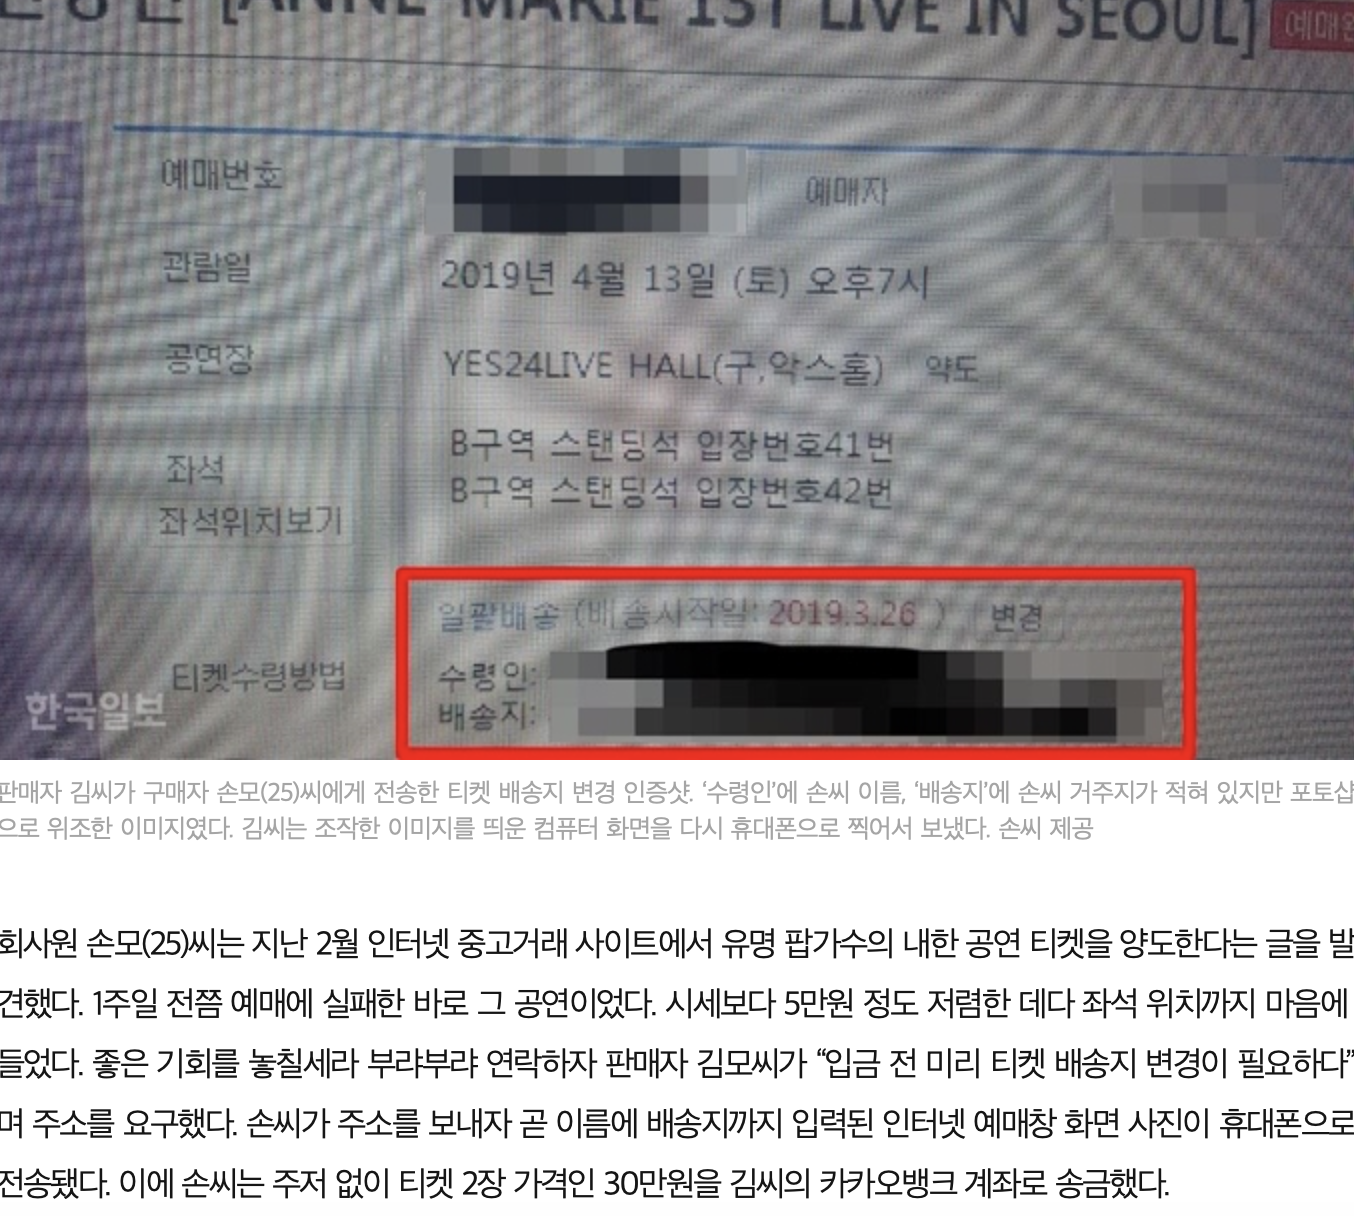 [ANNE MARIE 1ST LIVE IN SEOUL] 예매
예매번호 예매자
관람일 2019년 4월 13일 (토) 오후7시
공연장 YES24LIVE HALL(구,악스홀) 약도
좌석 B구역 스탠딩석 입장번호41번
좌석위치보기 B구역 스탠딩석 입장번호42번
일괄배송 (배송시작일: 2019.3.26 ) 변경
티켓수령방법 수령인:
배송지:
한국일보
판매자 김씨가 구매자 손모(25)씨에게 전송한 티켓 배송지 변경 인증샷. ‘수령인’에 손씨 이름, ‘배송지’에 손씨 거주지가 적혀 있지만 포토샵
으로 위조한 이미지였다. 김씨는 조작한 이미지를 띄운 컴퓨터 화면을 다시 휴대폰으로 찍어서 보냈다. 손씨 제공
회사원 손모(25)씨는 지난 2월 인터넷 중고거래 사이트에서 유명 팝가수의 내한 공연 티켓을 양도한다는 글을 발
견했다. 1주일 전쯤 예매에 실패한 바로 그 공연이었다. 시세보다 5만원 정도 저렴한 데다 좌석 위치까지 마음에
들었다. 좋은 기회를 놓칠세라 부랴부랴 연락하자 판매자 김모씨가 “입금 전 미리 티켓 배송지 변경이 필요하다”
며 주소를 요구했다. 손씨가 주소를 보내자 곧 이름에 배송지까지 입력된 인터넷 예매창 화면 사진이 휴대폰으로
전송됐다. 이에 손씨는 주저 없이 티켓 2장 가격인 30만원을 김씨의 카카오뱅크 계좌로 송금했다.